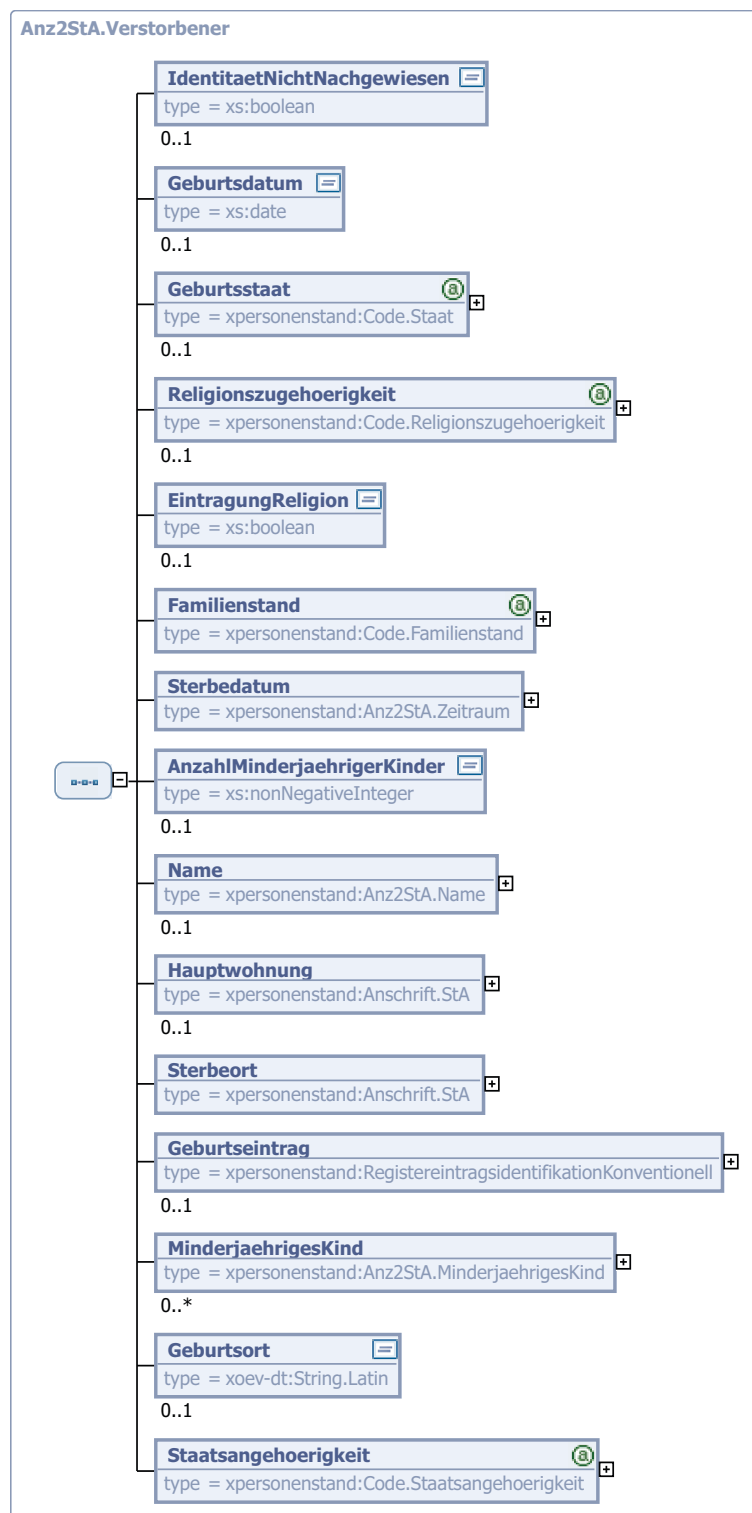 Anz2StA.Verstorbener
IdentitaetNichtNachgewiesen
type = xs:boolean
0..1
Geburtsdatum
type = xs:date
0..1
Geburtsstaat
type = xpersonenstand:Code.Staat
0..1
Religionszugehoerigkeit
type = xpersonenstand:Code.Religionszugehoerigkeit
0..1
EintragungReligion
type = xs:boolean
0..1
Familienstand
type = xpersonenstand:Code.Familienstand
0..1
Sterbedatum
type = xpersonenstand:Anz2StA.Zeitraum
AnzahlMinderjaehrigerKinder
type = xs:nonNegativeInteger
0..1
Name
type = xpersonenstand:Anz2StA.Name
0..1
Hauptwohnung
type = xpersonenstand:Anschrift.StA
0..1
Sterbeort
type = xpersonenstand:Anschrift.StA
Geburtseintrag
type = xpersonenstand:RegistereintragsidentifikationKonventionell
0..1
MinderjaehrigesKind
type = xpersonenstand:Anz2StA.MinderjaehrigesKind
0..*
Geburtsort
type = xoev-dt:String.Latin
0..1
Staatsangehoerigkeit
type = xpersonenstand:Code.Staatsangehoerigkeit